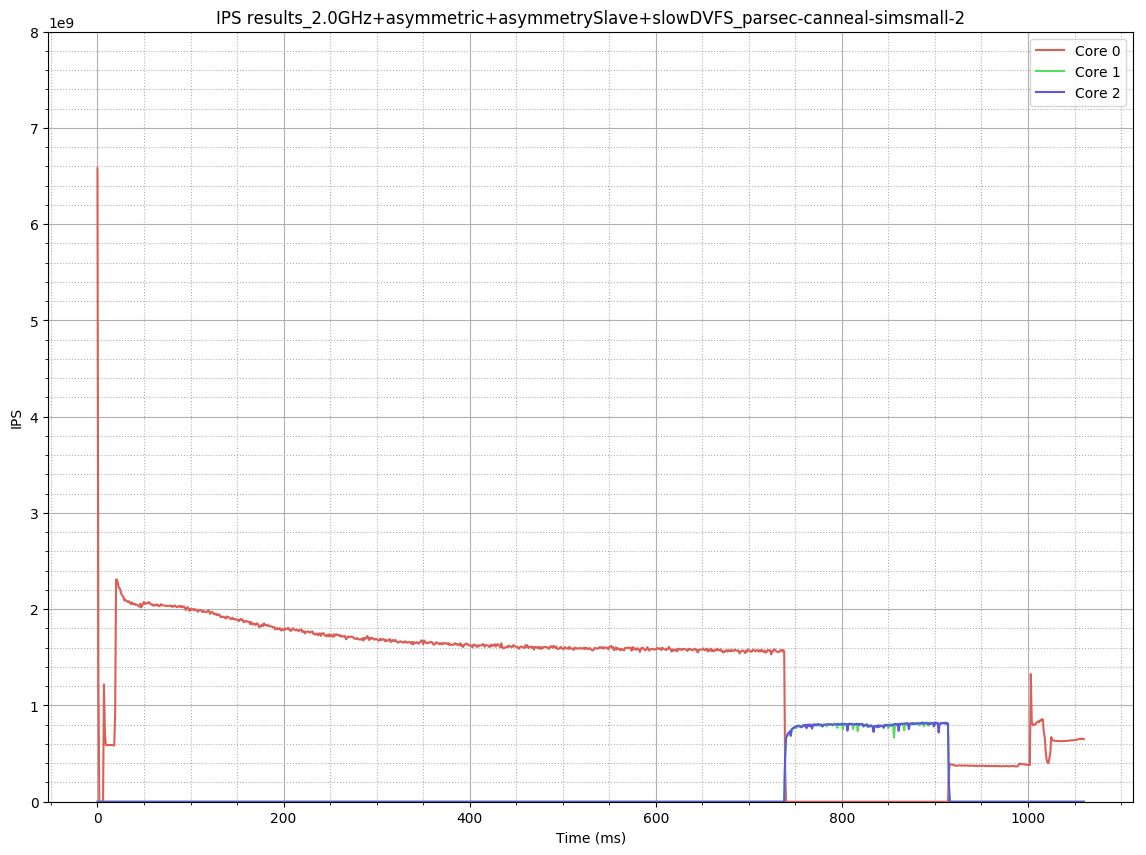 IPS results_2.0GHz+asymmetric+asymmetrySlave+slowDVFS_parsec-canneal-simsmall-2
1e9
8
7
6
5
4
3
2
1
0
IPS
Core 0
Core 1
Core 2
0
200
400
600
800
1000
Time (ms)